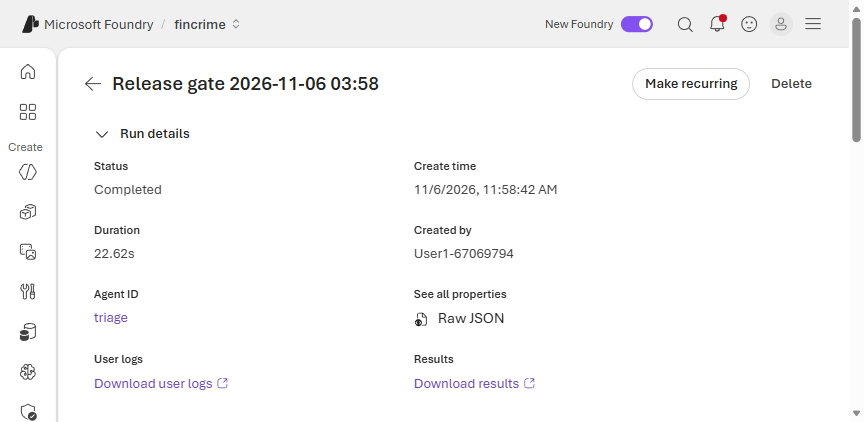 Microsoft Foundry / fincrime
New Foundry
Release gate 2026-11-06 03:58
Make recurring
Delete
Create
Run details
Status
Create time
Completed
11/6/2026, 11:58:42 AM
Duration
Created by
22.62s
User1-67069794
Agent ID
See all properties
triage
Raw JSON
User logs
Results
Download user logs
Download results